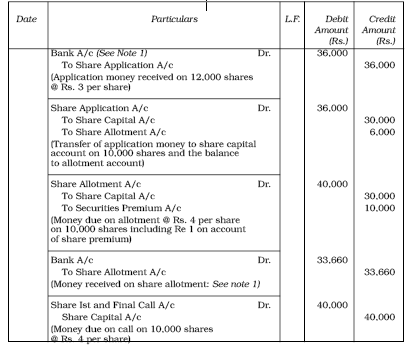 Date Particulars L.F. Debit Credit
Amount Amount
(Rs.) (Rs.)
Bank A/c (See Note 1) Dr. 36,000
To Share Application A/c 36,000
(Application money received on 12,000 shares
@ Rs. 3 per share)
Share Application A/c Dr. 36,000
To Share Capital A/c 30,000
To Share Allotment A/c 6,000
(Transfer of application money to share capital
account on 10,000 shares and the balance
to allotment account)
Share Allotment A/c Dr. 40,000
To Share Capital A/c 30,000
To Securities Premium A/c 10,000
(Money due on allotment @ Rs. 4 per share
on 10,000 shares including Re 1 on account
of share premium)
Bank A/c Dr. 33,660
To Share Allotment A/c 33,660
(Money received on share allotment: See note 1)
Share Ist and Final Call A/c Dr. 40,000
Share Capital A/c 40,000
(Money due on call on 10,000 shares
@ Rs. 4 per share)